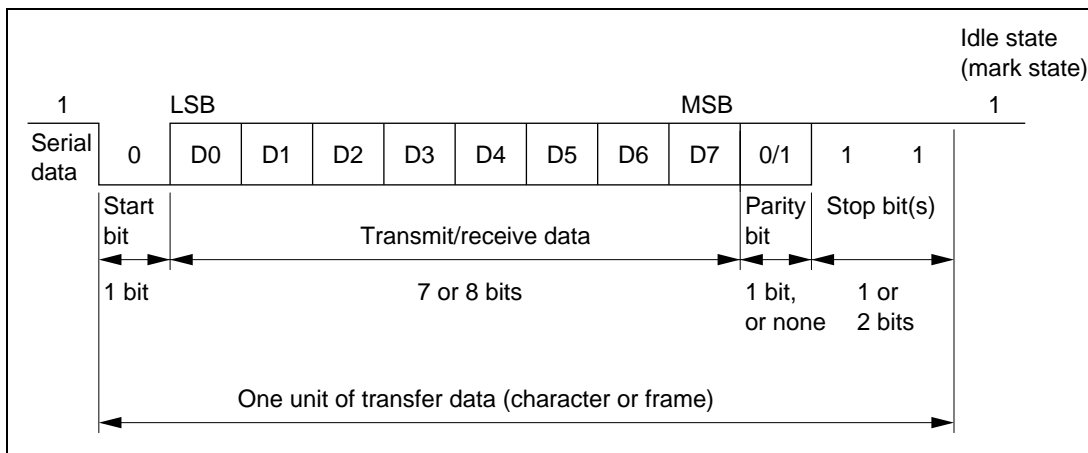 Idle state
(mark state)
1 LSB MSB 1
Serial
data
0 D0 D1 D2 D3 D4 D5 D6 D7 0/1 1 1
Start
bit
Transmit/receive data
Parity
bit
Stop bit(s)
1 bit
7 or 8 bits
1 bit,
or none
1 or
2 bits
One unit of transfer data (character or frame)